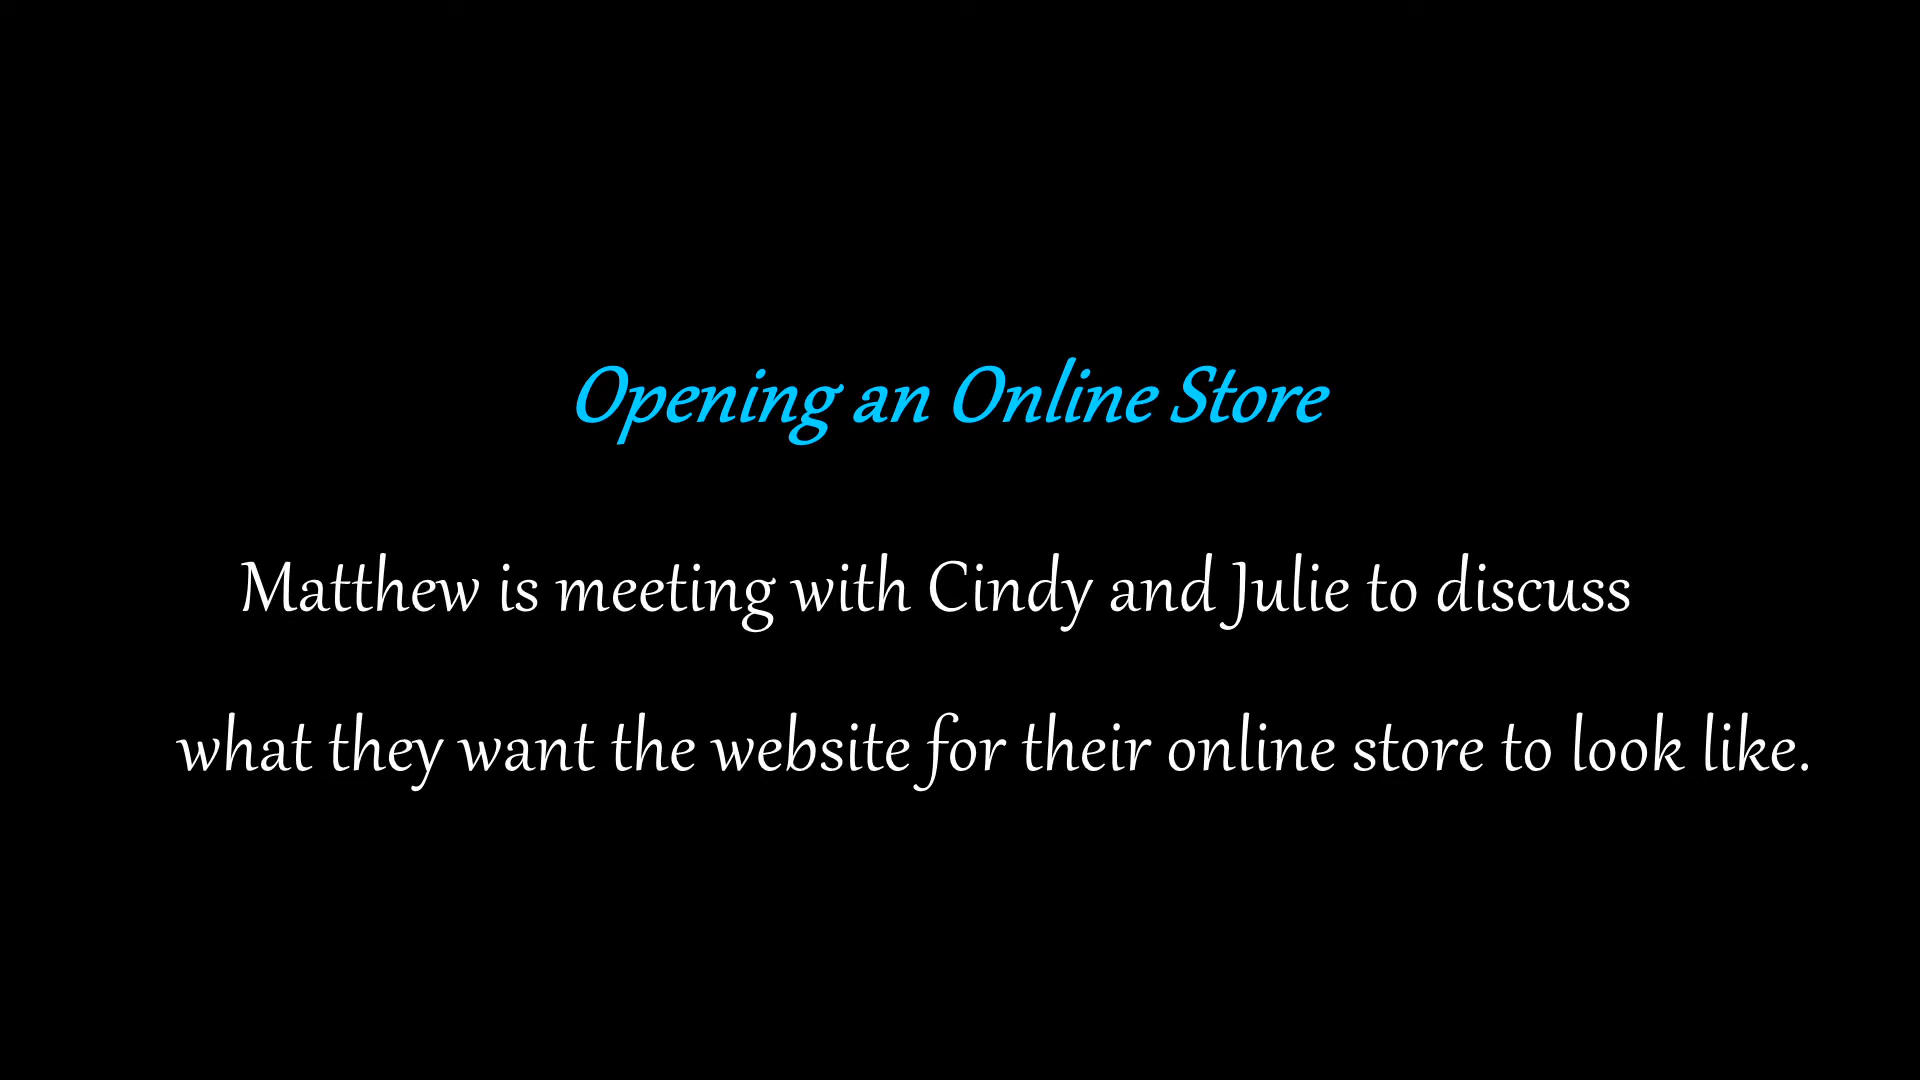 Opening an Online Store
Matthew is meeting with Cindy and Julie to discuss
what they want the website for their online store to look like.